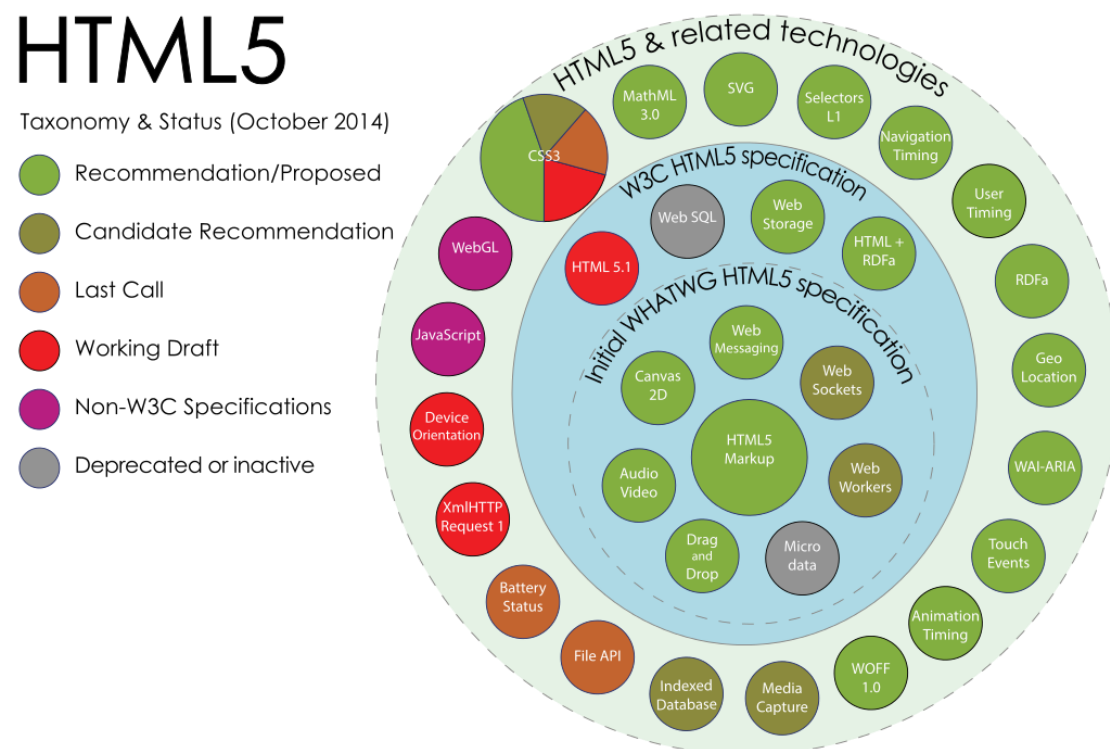 HTML5
Taxonomy & Status (October 2014)
Recommendation/Proposed
Candidate Recommendation
Last Call
Working Draft
Non-W3C Specifications
Deprecated or inactive
HTML5 & related technologies
CSS3
MathML
3.0
SVG
Selectors
L1
Navigation
Timing
User
Timing
RDFa
Geo
Location
WAI-ARIA
Touch
Events
Animation
Timing
WOFF
1.0
Media
Capture
Indexed
Database
File API
Battery
Status
XmlHTTP
Request 1
Device
Orientation
JavaScript
WebGL
W3C HTML5 specification
HTML 5.1
Web SQL
Web
Storage
HTML +
RDFa
Initial WHATWG HTML5 specification
Web
Messaging
Web
Sockets
Web
Workers
Micro
data
Drag
and
Drop
Audio
Video
Canvas
2D
HTML5
Markup